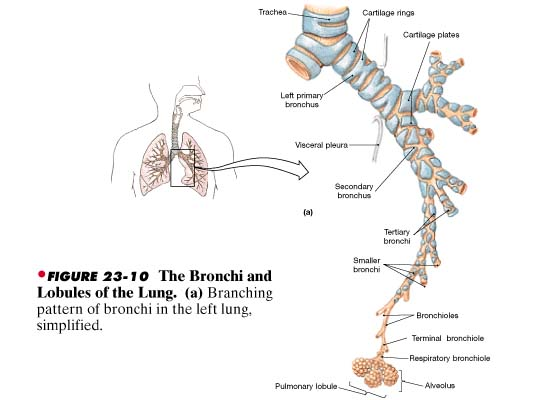 Trachea
Cartilage rings
Cartilage plates
Left primary
bronchus
Visceral pleura
Secondary
bronchus
(a)
Tertiary
bronchi
Smaller
bronchi
Bronchioles
Terminal bronchiole
Respiratory bronchiole
Pulmonary lobule
Alveolus
•FIGURE 23-10 The Bronchi and
Lobules of the Lung. (a) Branching
pattern of bronchi in the left lung,
simplified.